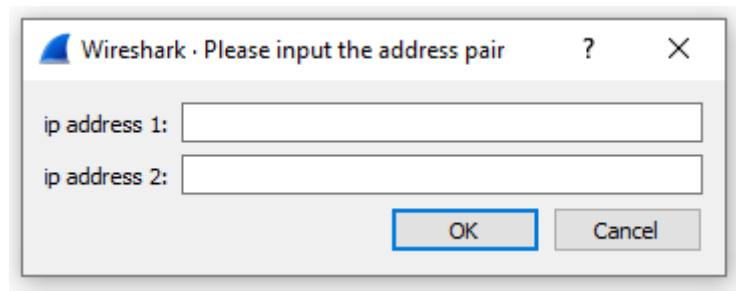 Wireshark · Please input the address pair ?
ip address 1:
ip address 2:
OK Cancel